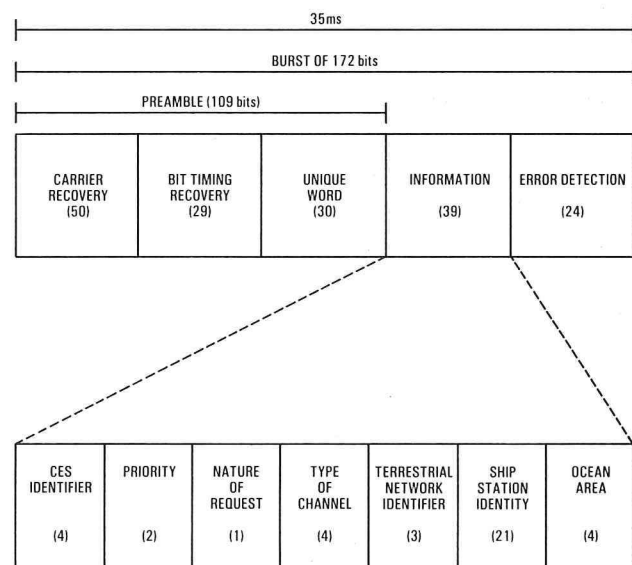 35ms
BURST OF 172 bits
PREAMBLE (109 bits)
CARRIER
RECOVERY
(50)
BIT TIMING
RECOVERY
(29)
UNIQUE
WORD
(30)
INFORMATION
(39)
ERROR DETECTION
(24)
CES
IDENTIFIER
(4)
PRIORITY
(2)
NATURE
OF
REQUEST
(1)
TYPE
OF
CHANNEL
(4)
TERRESTRIAL
NETWORK
IDENTIFIER
(3)
SHIP
STATION
IDENTITY
(21)
OCEAN
AREA
(4)